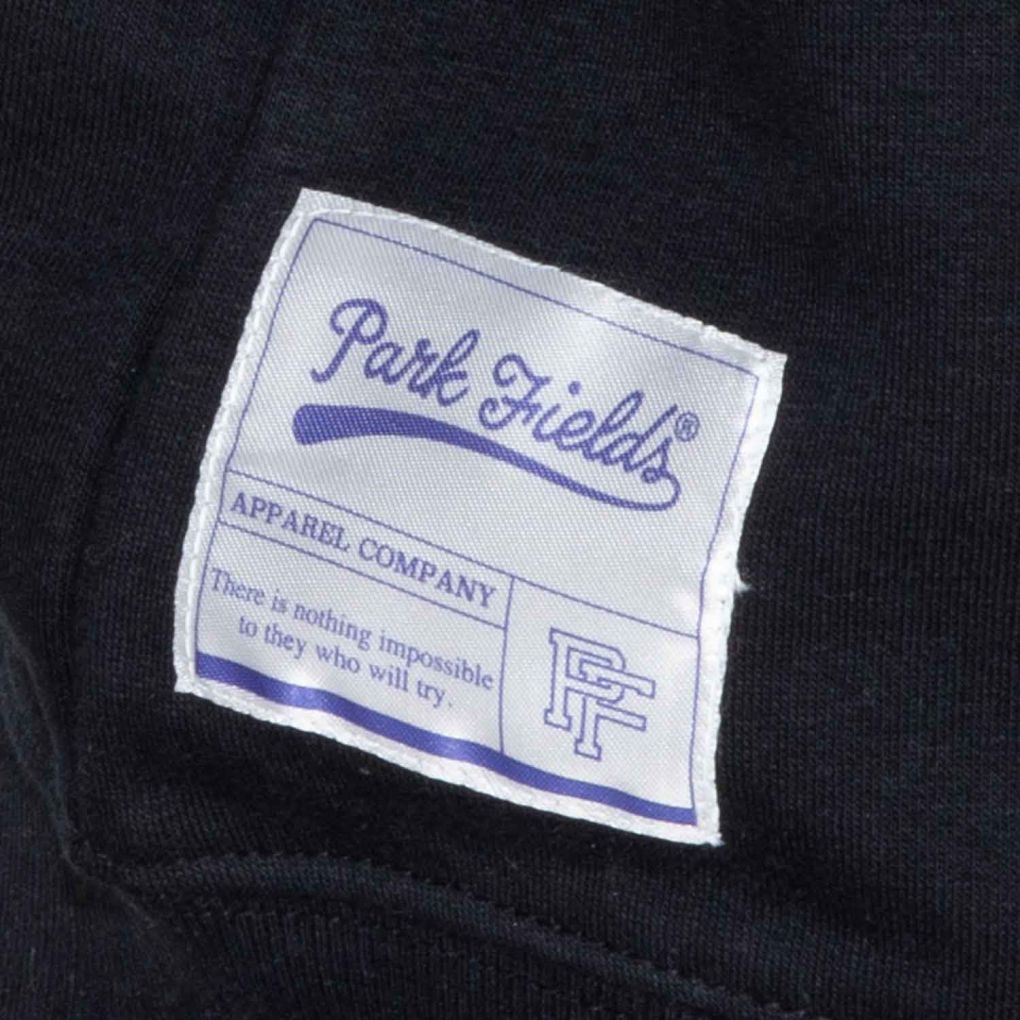 Park Fields®
APPAREL COMPANY
There is nothing impossible
to they who will try.
PF